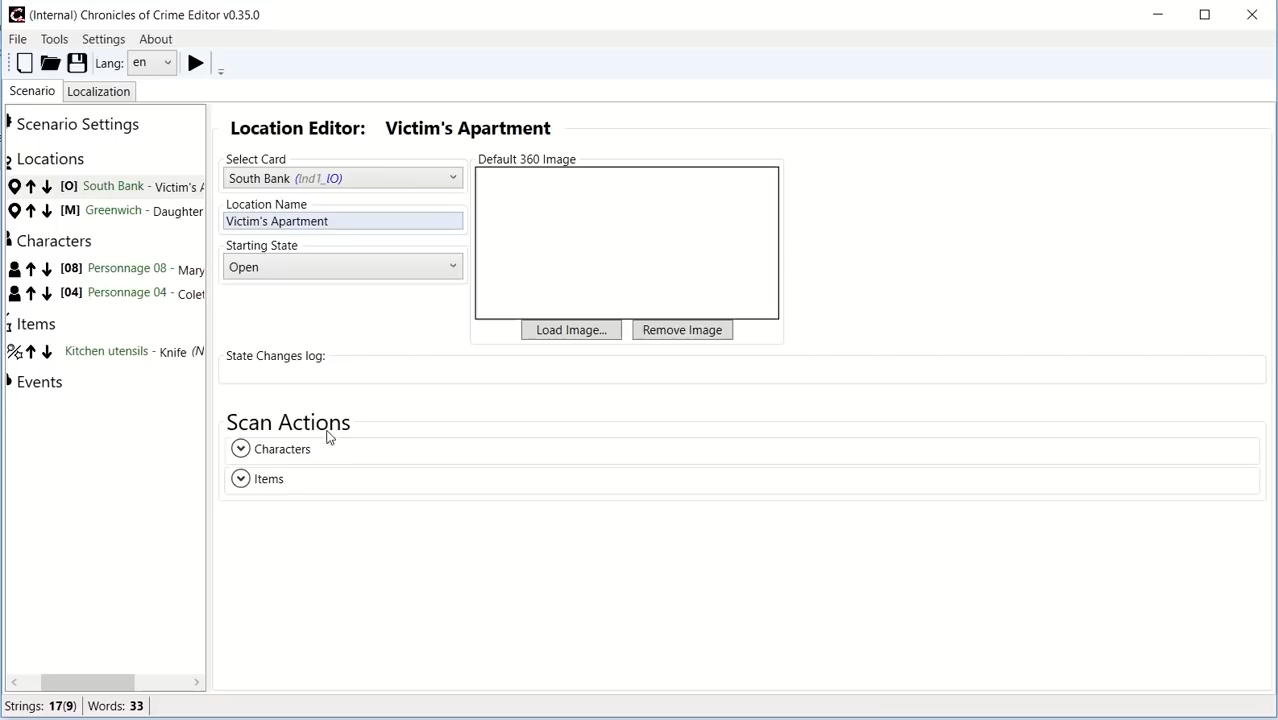 (Internal) Chronicles of Crime Editor v0.35.0
File Tools Settings About
Lang: en
Scenario Localization
Scenario Settings
Locations
[O] South Bank - Victim's A
[M] Greenwich - Daughter
Characters
[08] Personnage 08 - Mary
[04] Personnage 04 - Colet
Items
Kitchen utensils - Knife (N
Events
Location Editor: Victim's Apartment
Select Card
South Bank (Ind1_lO)
Location Name
Victim's Apartment
Starting State
Open
Default 360 Image
Load Image... Remove Image
State Changes log:
Scan Actions
Characters
Items
Strings: 17(9) Words: 33